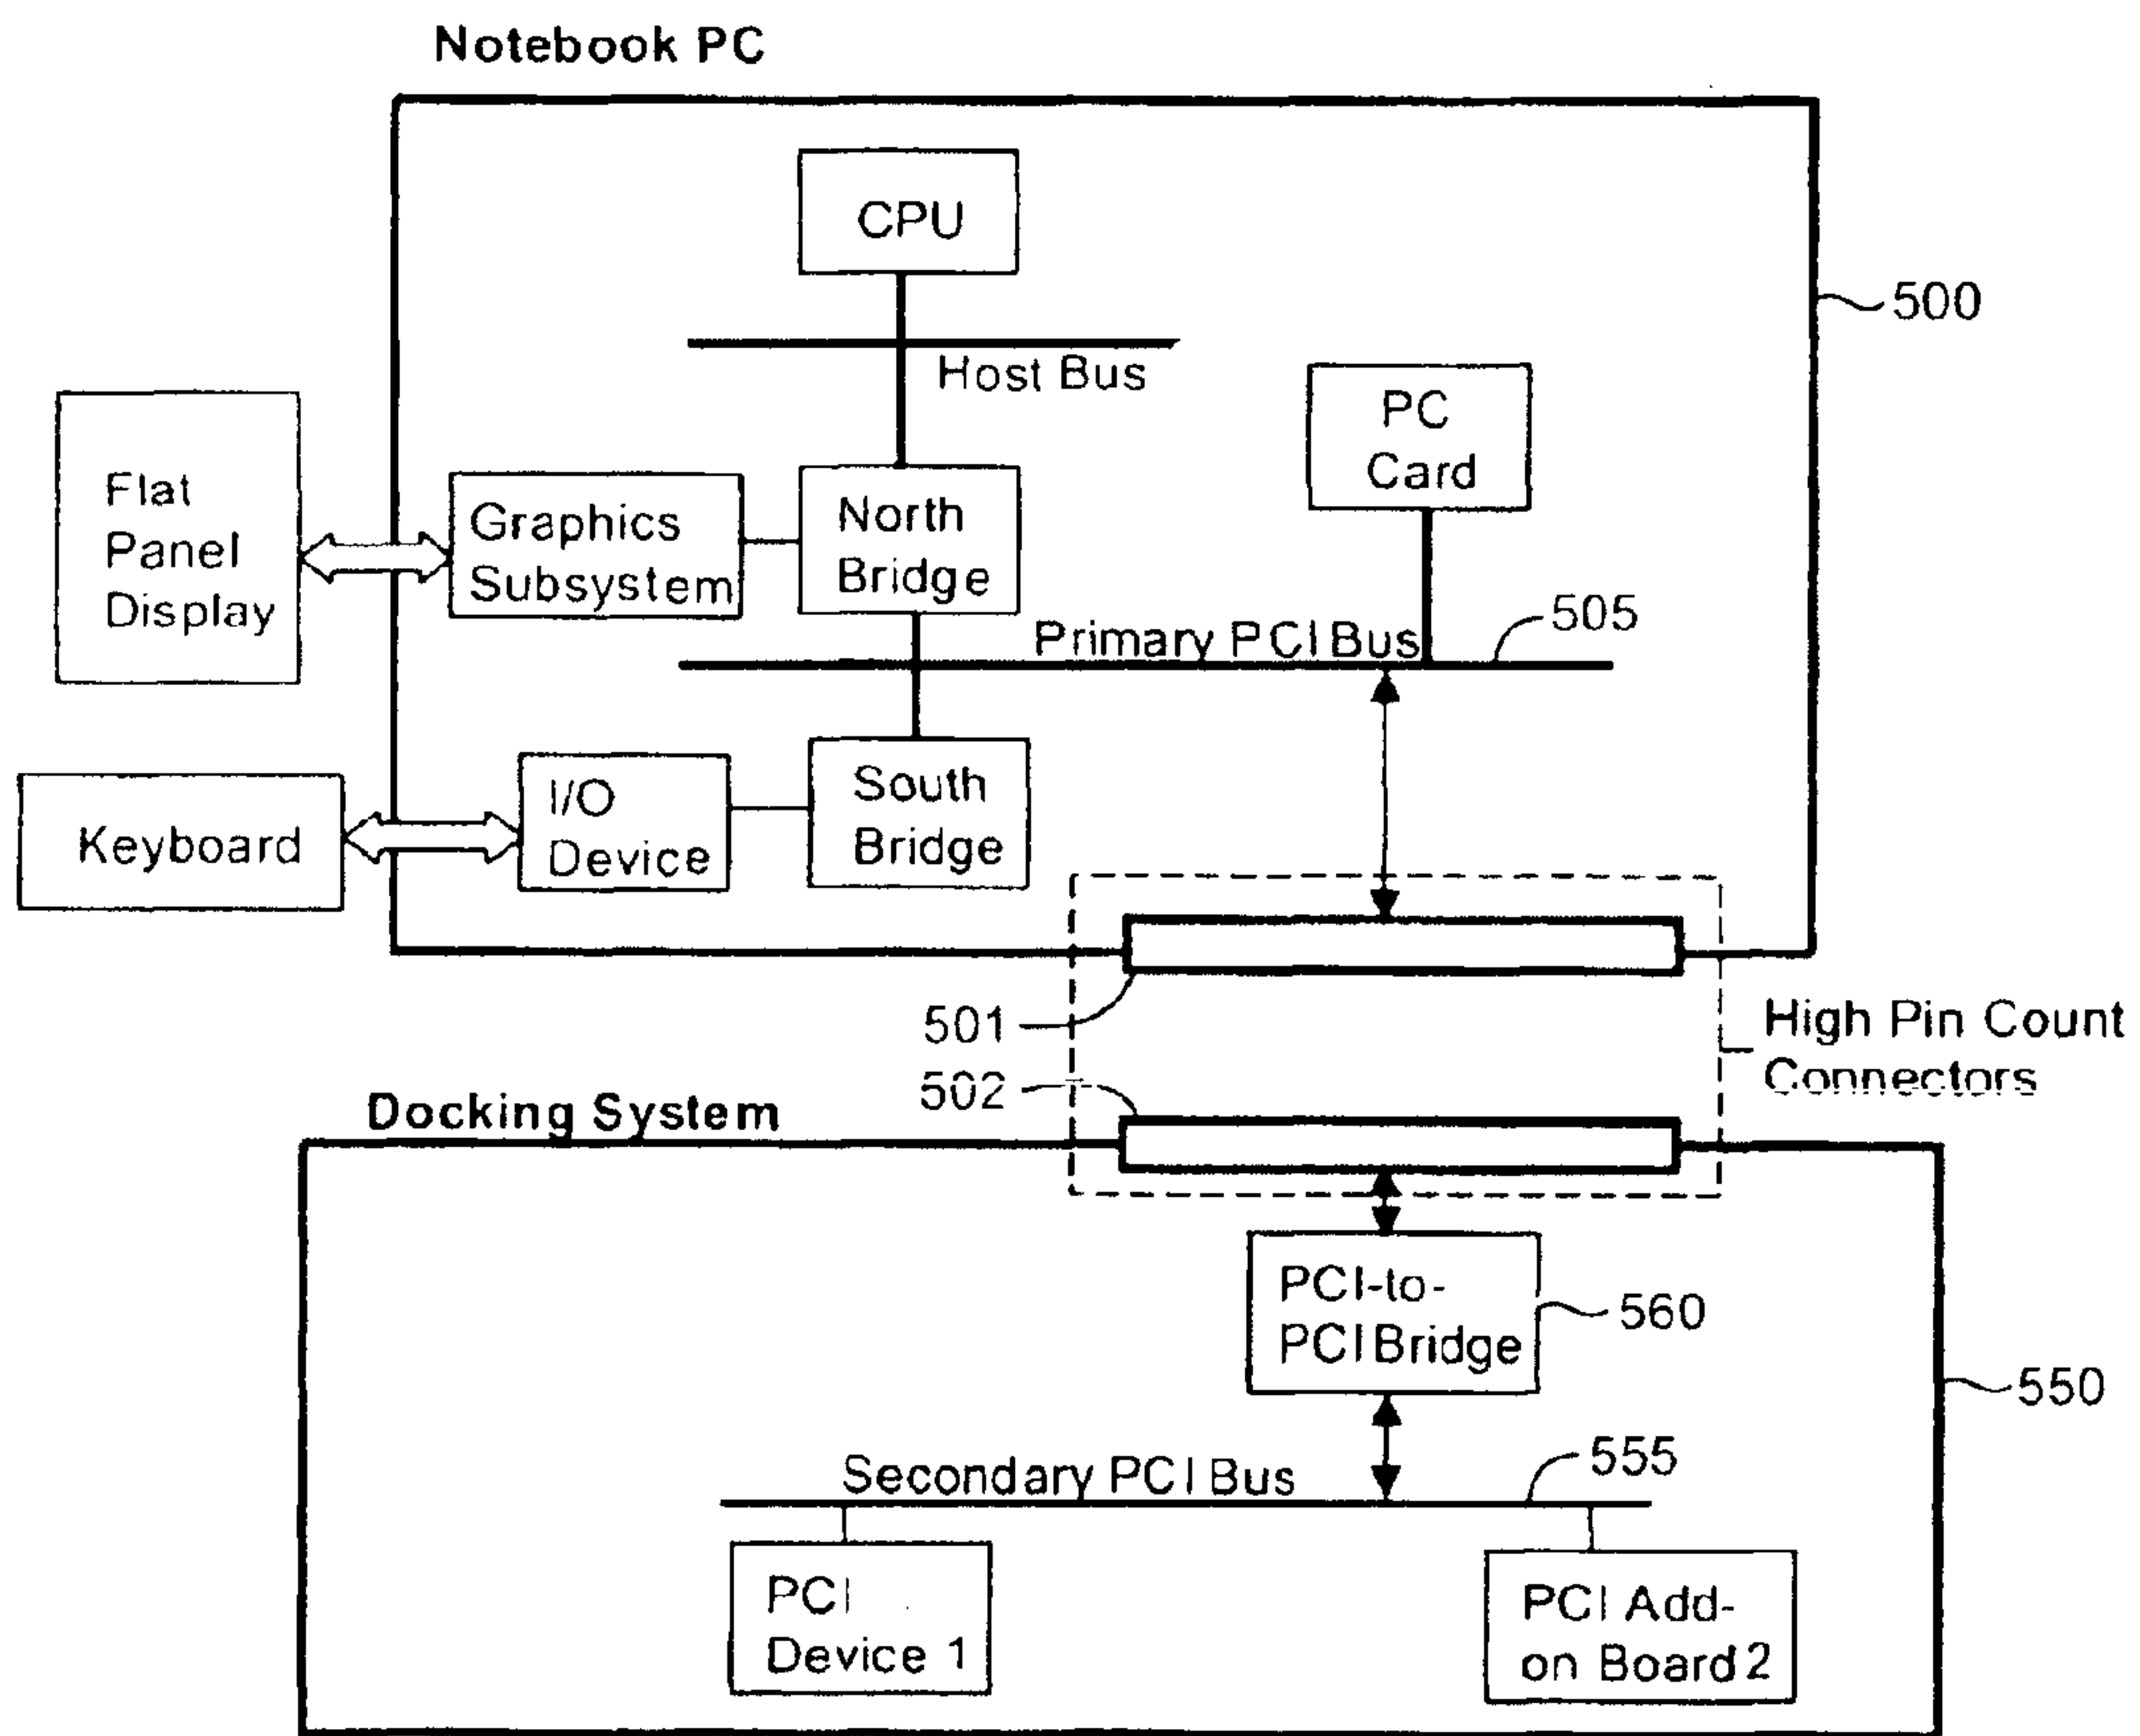 Notebook PC
CPU
500
Host Bus
PC
Card
Flat
Panel
Display
Graphics
Subsystem
North
Bridge
Primary PCI Bus
505
Keyboard
I/O
Device
South
Bridge
501
High Pin Count
Connectors
502
Docking System
PCI-to-
PCI Bridge
560
550
Secondary PCI Bus
555
PCI
Device 1
PCI Add-
on Board 2